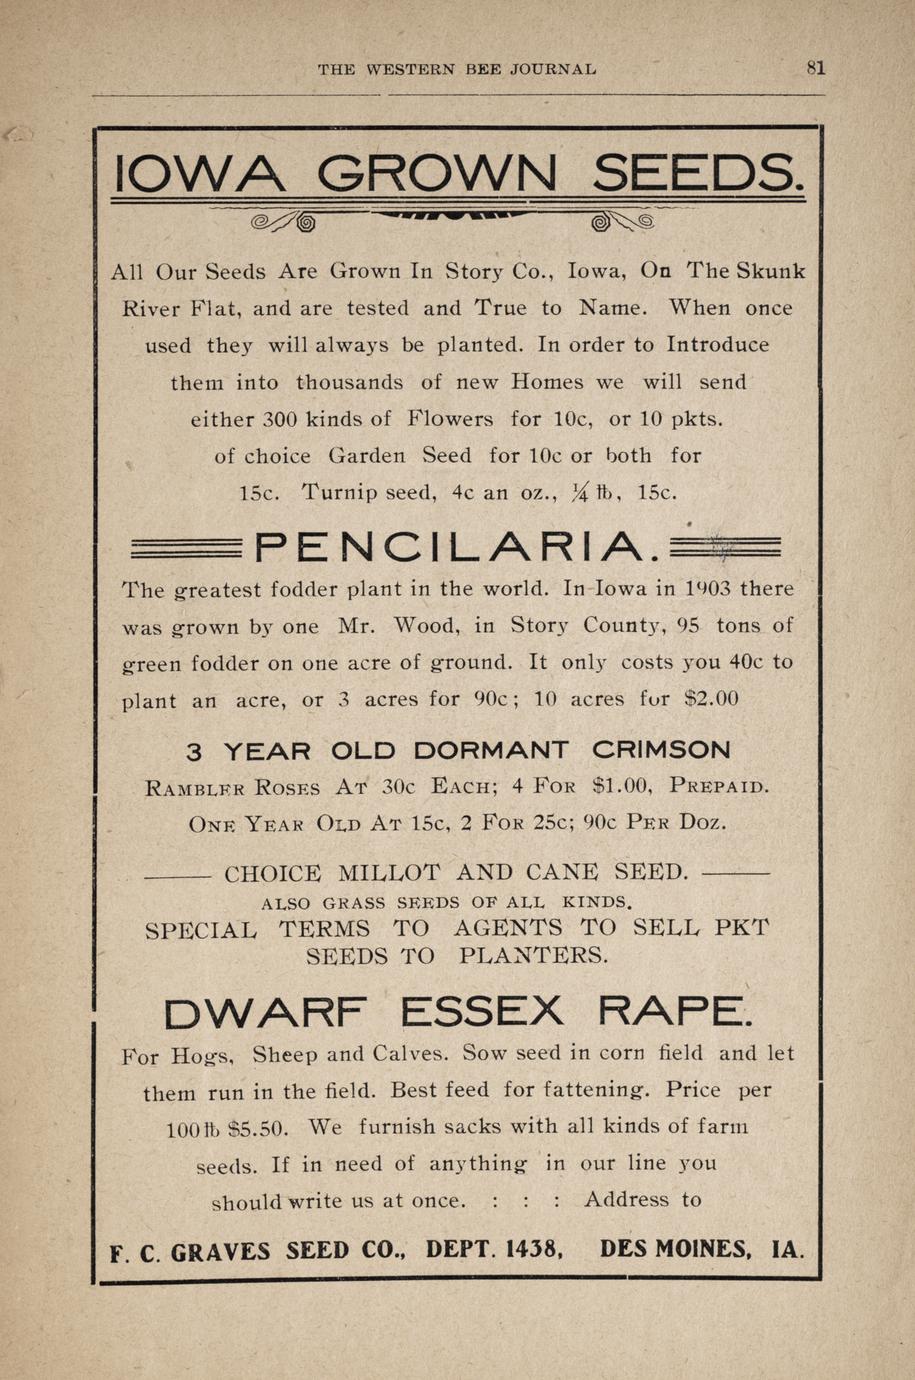 THE WESTERN BEE JOURNAL 81
IOWA GROWN SEEDS.
All Our Seeds Are Grown In Story Co., Iowa, On The Skunk
River Flat, and are tested and True to Name. When once
used they will always be planted. In order to Introduce
them into thousands of new Homes we will send
either 300 kinds of Flowers for 10c, or 10 pkts.
of choice Garden Seed for 10c or both for
15c. Turnip seed, 4c an oz., ¼ ℔, 15c.
PENCILARIA.
The greatest fodder plant in the world. In Iowa in 1903 there
was grown by one Mr. Wood, in Story County, 95 tons of
green fodder on one acre of ground. It only costs you 40c to
plant an acre, or 3 acres for 90c; 10 acres for $2.00
3 YEAR OLD DORMANT CRIMSON
RAMBLER ROSES AT 30c EACH; 4 FOR $1.00, PREPAID.
ONE YEAR OLD AT 15c, 2 FOR 25c; 90c PER DOZ.
CHOICE MILLOT AND CANE SEED.
ALSO GRASS SEEDS OF ALL KINDS.
SPECIAL TERMS TO AGENTS TO SELL PKT
SEEDS TO PLANTERS.
DWARF ESSEX RAPE.
For Hogs, Sheep and Calves. Sow seed in corn field and let
them run in the field. Best feed for fattening. Price per
100℔ $5.50. We furnish sacks with all kinds of farm
seeds. If in need of anything in our line you
should write us at once. : : : Address to
F. C. GRAVES SEED CO., DEPT. 1438, DES MOINES, IA.